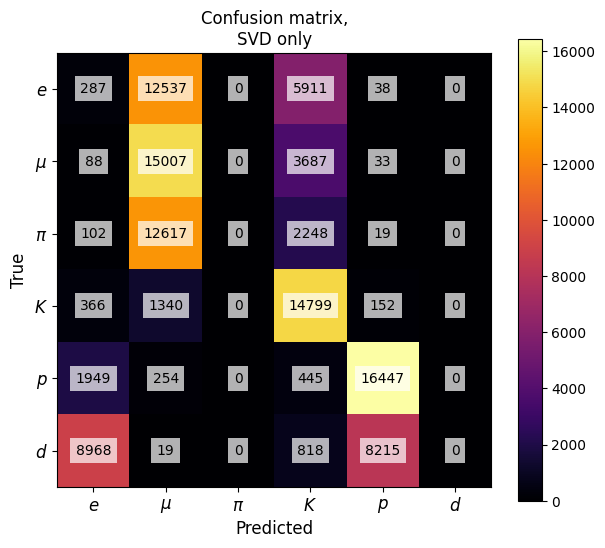 Confusion matrix,
SVD only
True
e 287 12537 0 5911 38 0
μ 88 15007 0 3687 33 0
π 102 12617 0 2248 19 0
K 366 1340 0 14799 152 0
p 1949 254 0 445 16447 0
d 8968 19 0 818 8215 0
e μ π K p d
Predicted
16000
14000
12000
10000
8000
6000
4000
2000
0